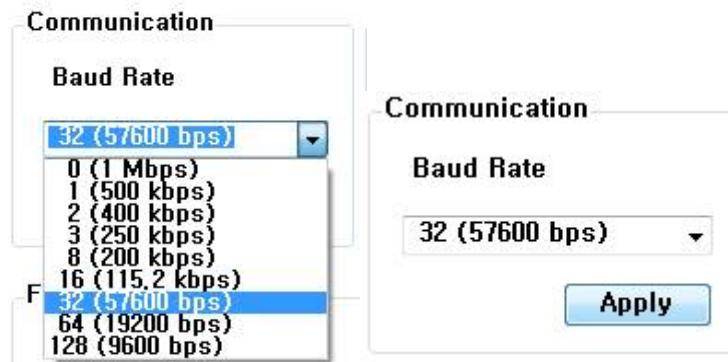 Communication
Baud Rate
32 (57600 bps)
0 (1 Mbps)
1 (500 kbps)
2 (400 kbps)
3 (250 kbps)
8 (200 kbps)
16 (115,2 kbps)
32 (57600 bps)
64 (19200 bps)
128 (9600 bps)
F
Communication
Baud Rate
32 (57600 bps)
Apply